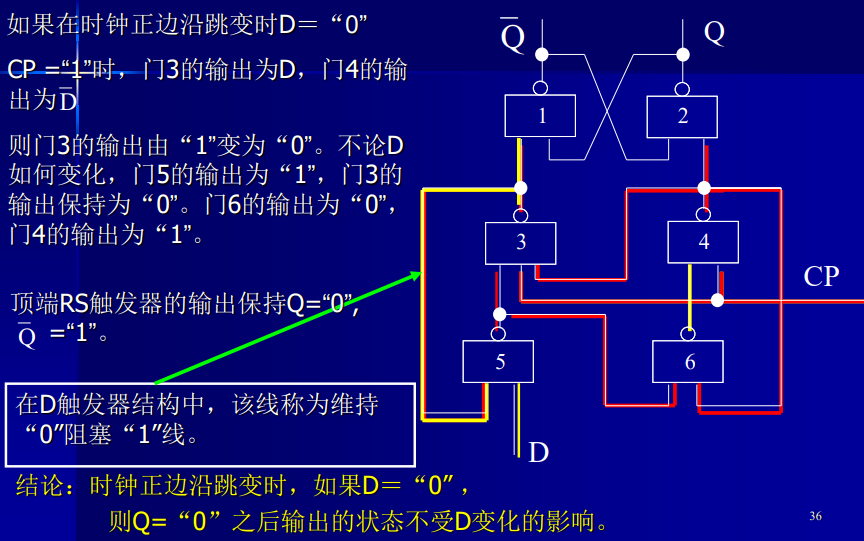 如果在时钟正边沿跳变时D＝“0”
CP =“1”时，门3的输出为D，门4的输
出为D̅
则门3的输出由“1”变为“0”。不论D
如何变化，门5的输出为“1”，门3的
输出保持为“0”。门6的输出为“0”，
门4的输出为“1”。
顶端RS触发器的输出保持Q=“0”,
Q̅ =“1”。
在D触发器结构中，该线称为维持
“0”阻塞“1”线。
结论：时钟正边沿跳变时，如果D＝“0”，
则Q=“0”之后输出的状态不受D变化的影响。
Q̅
Q
1
2
3
4
CP
5
6
D
36